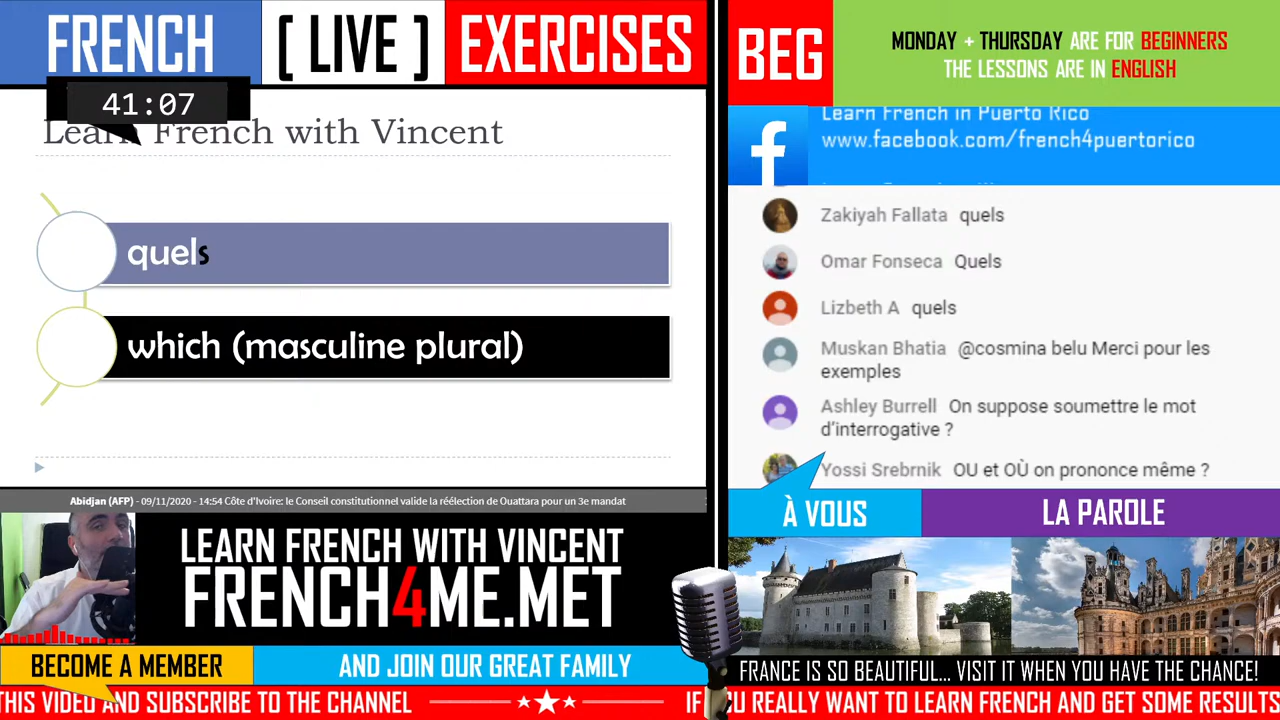 FRENCH
[ LIVE ]
EXERCISES
41:07
Learn French with Vincent
quels
which (masculine plural)
Abidjan (AFP) - 09/11/2020 - 14:54 Côte d'Ivoire: le Conseil constitutionnel valide la réélection de Ouattara pour un 3e mandat
LEARN FRENCH WITH VINCENT
FRENCH4ME.MET
BECOME A MEMBER
AND JOIN OUR GREAT FAMILY
BEG
MONDAY + THURSDAY ARE FOR BEGINNERS
THE LESSONS ARE IN ENGLISH
f
Learn French in Puerto Rico
www.facebook.com/french4puertorico
Zakiyah Fallata quels
Omar Fonseca Quels
Lizbeth A quels
Muskan Bhatia @cosmina belu Merci pour les
exemples
Ashley Burrell On suppose soumettre le mot
d'interrogative ?
Yossi Srebrnik OU et OÙ on prononce même ?
À VOUS
LA PAROLE
FRANCE IS SO BEAUTIFUL... VISIT IT WHEN YOU HAVE THE CHANCE!
THIS VIDEO AND SUBSCRIBE TO THE CHANNEL
IF YOU REALLY WANT TO LEARN FRENCH AND GET SOME RESULTS